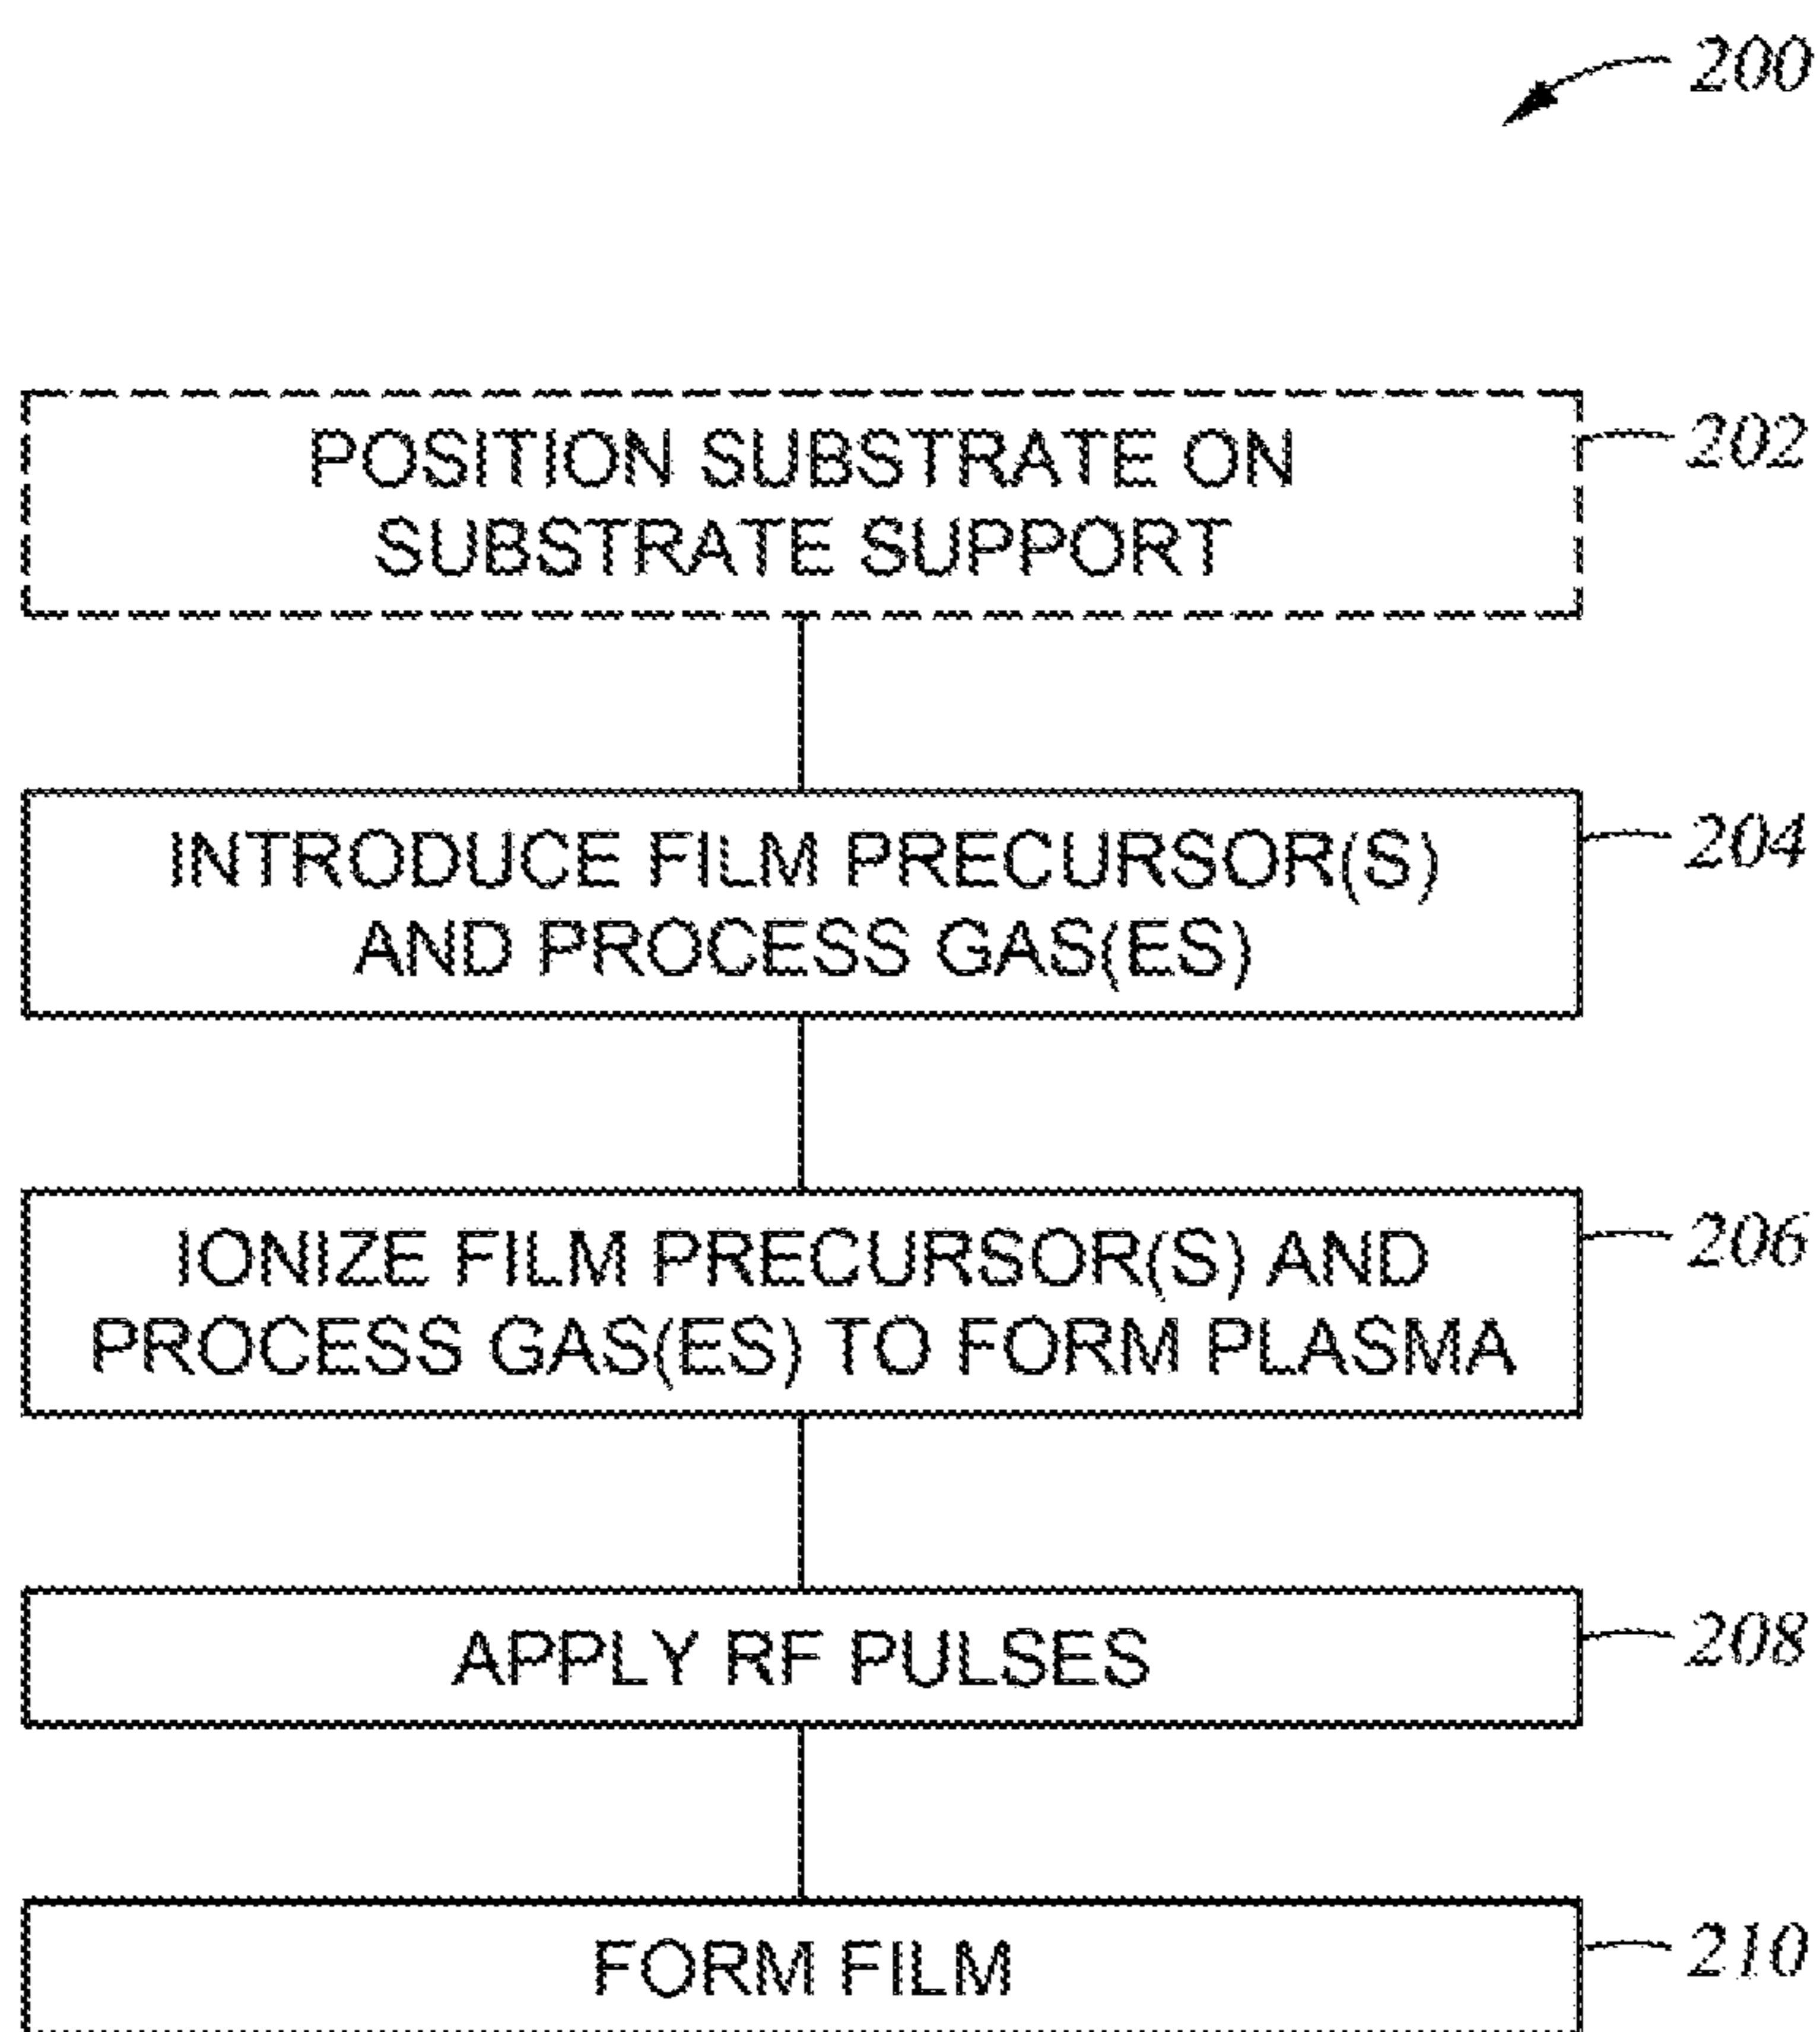 200
POSITION SUBSTRATE ON
SUBSTRATE SUPPORT
202
INTRODUCE FILM PRECURSOR(S)
AND PROCESS GAS(ES)
204
IONIZE FILM PRECURSOR(S) AND
PROCESS GAS(ES) TO FORM PLASMA
206
APPLY RF PULSES
208
FORM FILM
210